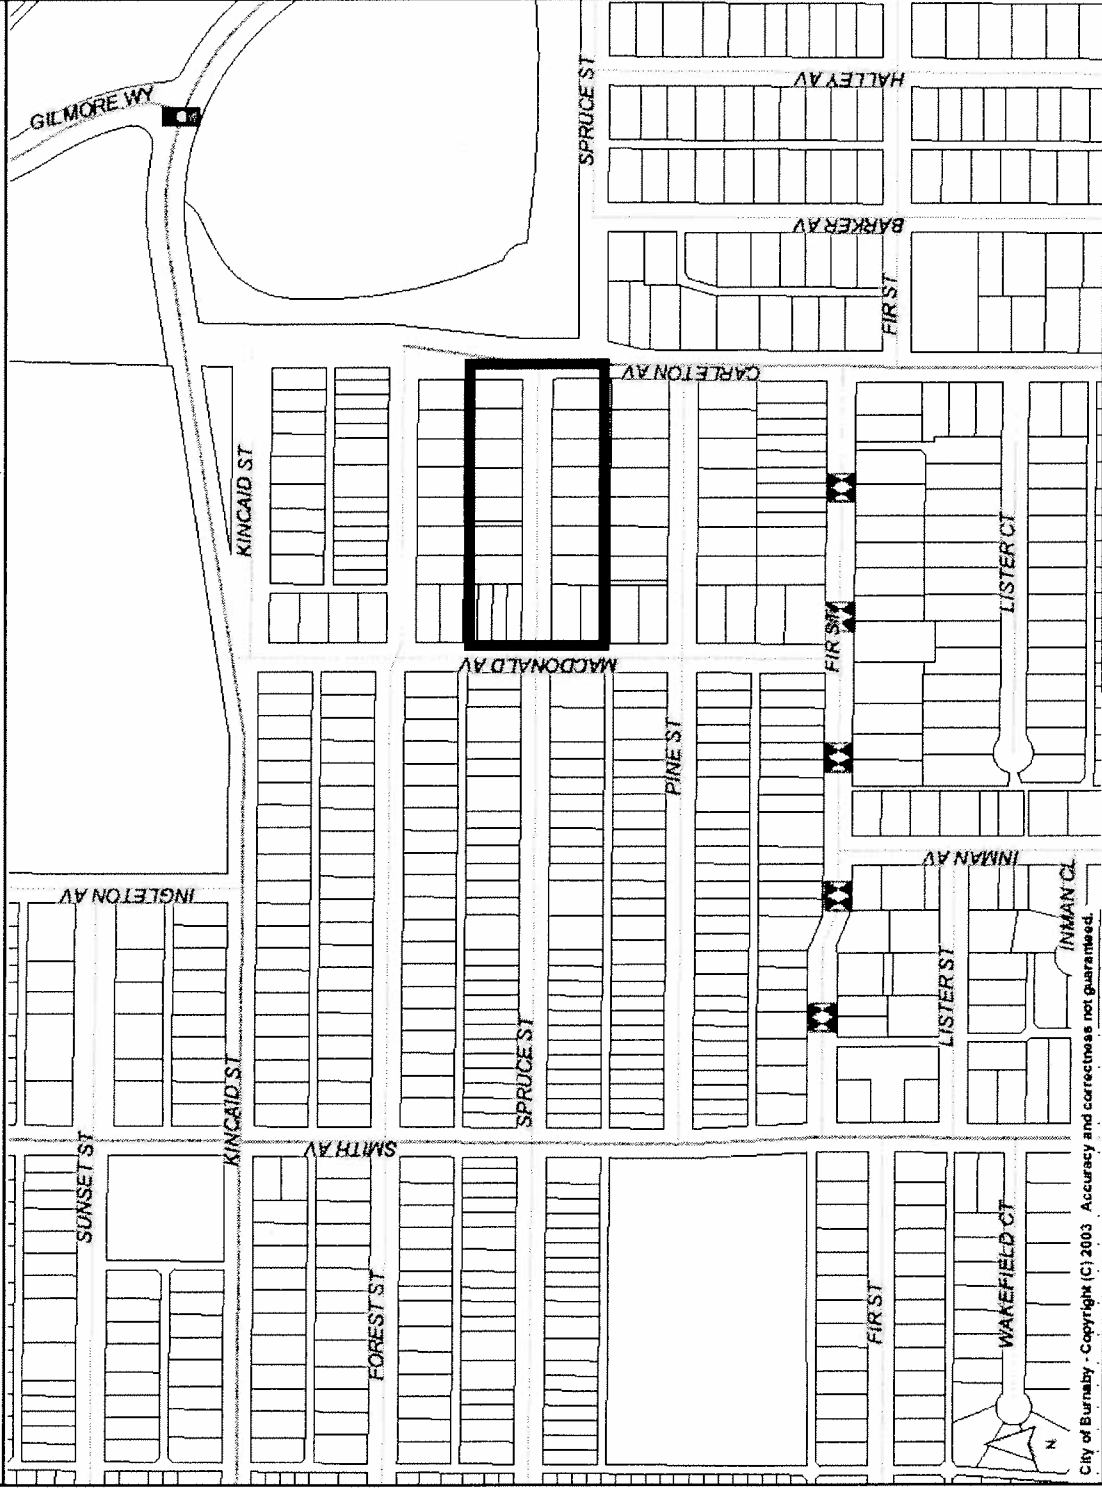 GILMORE WY
SPRUCE ST
HALLEY AV
BARKER AV
FIR ST
CARLETON AV
KINCAID ST
LISTER CT
FIR ST
MACDONALD AV
PINE ST
INMAN AV
INGLETON AV
INMAN CL
LISTER ST
SPRUCE ST
KINCAID ST
SMITH AV
SUNSET ST
WAKEFIELD CT
FOREST ST
FIR ST
N
City of Burnaby - Copyright (C) 2003 Accuracy and correctness not guaranteed.